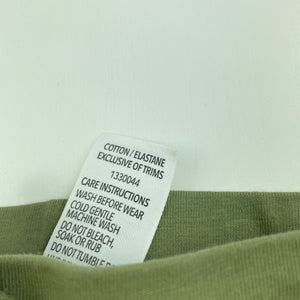 COTTON / ELASTANE
EXCLUSIVE OF TRIMS
1330044
CARE INSTRUCTIONS
WASH BEFORE WEAR
COLD GENTLE
MACHINE WASH
DO NOT BLEACH,
SOAK OR RUB
DO NOT TUMBLE